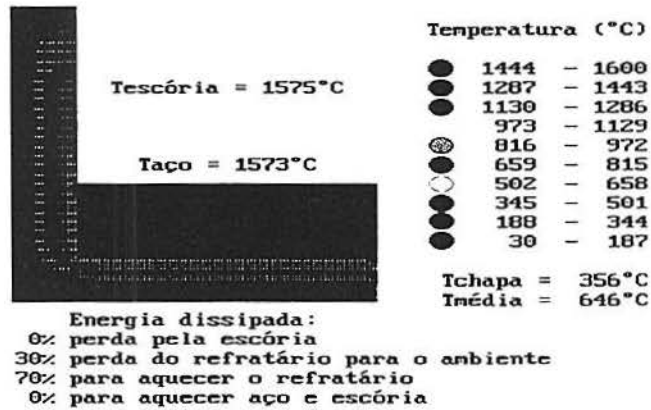 Temperatura (°C)
1444 - 1600
1287 - 1443
1130 - 1286
973 - 1129
816 - 972
659 - 815
502 - 658
345 - 501
188 - 344
30 - 187
Tescória = 1575°C
Taço = 1573°C
Tchapa = 356°C
Tmédia = 646°C
Energia dissipada:
0% perda pela escória
30% perda do refratário para o ambiente
70% para aquecer o refratário
0% para aquecer aço e escória